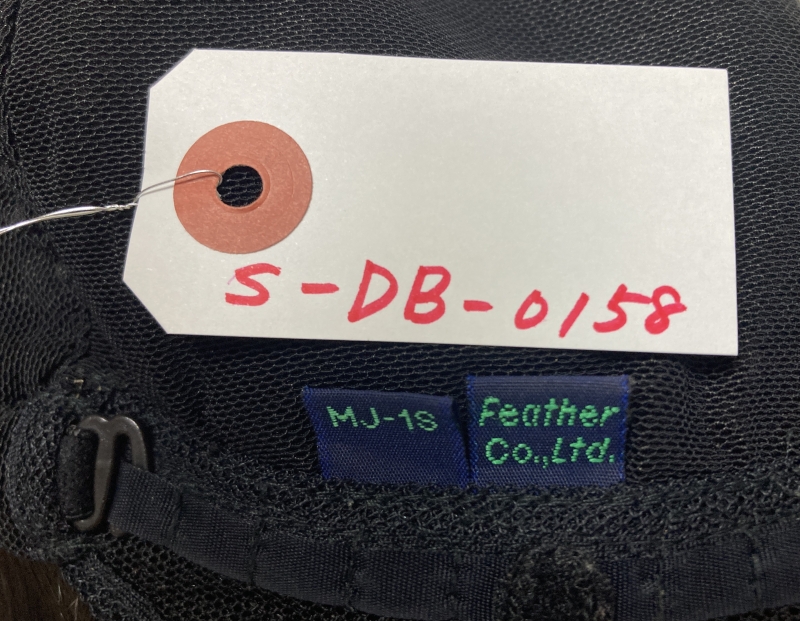 S-DB-0158
MJ-1S
Feather
Co.,Ltd.